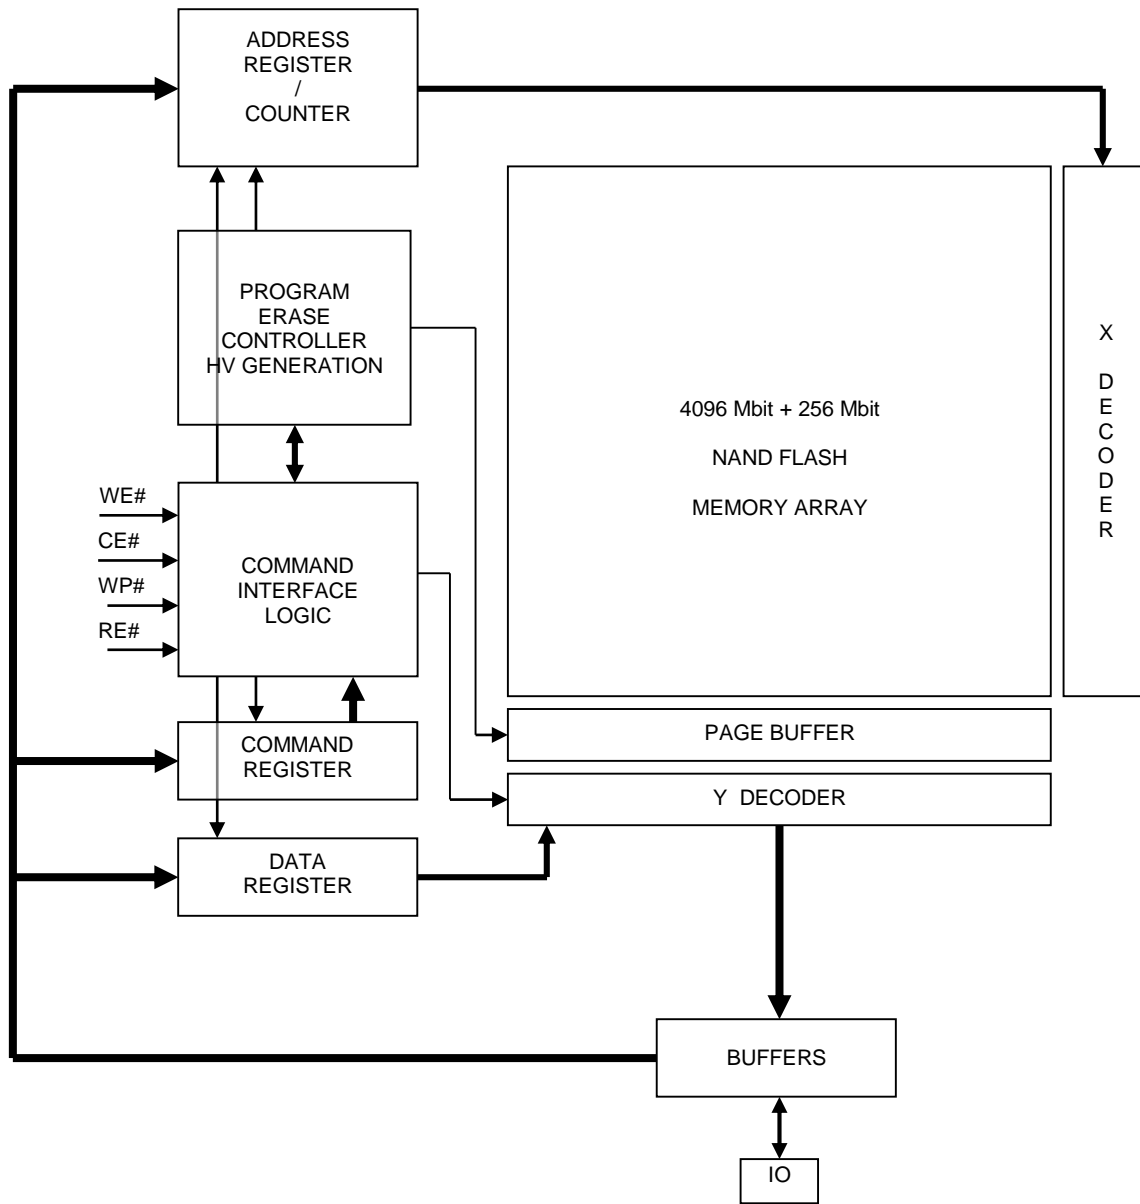 ADDRESS
REGISTER
/
COUNTER
PROGRAM
ERASE
CONTROLLER
HV GENERATION
4096 Mbit + 256 Mbit
NAND FLASH
MEMORY ARRAY
X
D
E
C
O
D
E
R
WE#
CE#
WP#
RE#
COMMAND
INTERFACE
LOGIC
COMMAND
REGISTER
PAGE BUFFER
Y DECODER
DATA
REGISTER
BUFFERS
IO